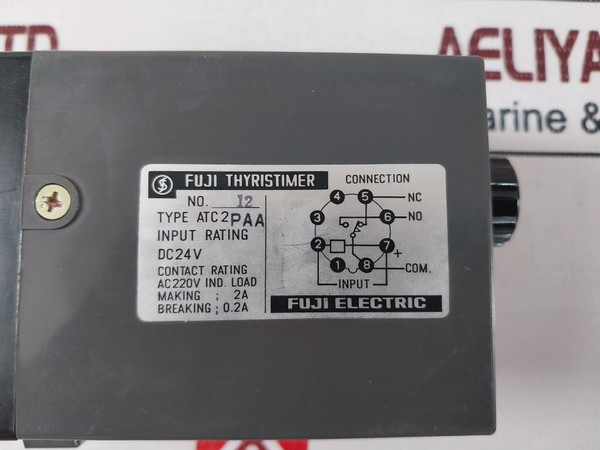 TD
AELIYA
arine &
FUJI THYRISTIMER
NO. 12
TYPE ATC2PAA
INPUT RATING
DC24V
CONTACT RATING
AC220V IND. LOAD
MAKING ; 2A
BREAKING ; 0.2A
CONNECTION
4 5 NC
3 6 NO
2 7 +
1 8 COM.
INPUT
FUJI ELECTRIC